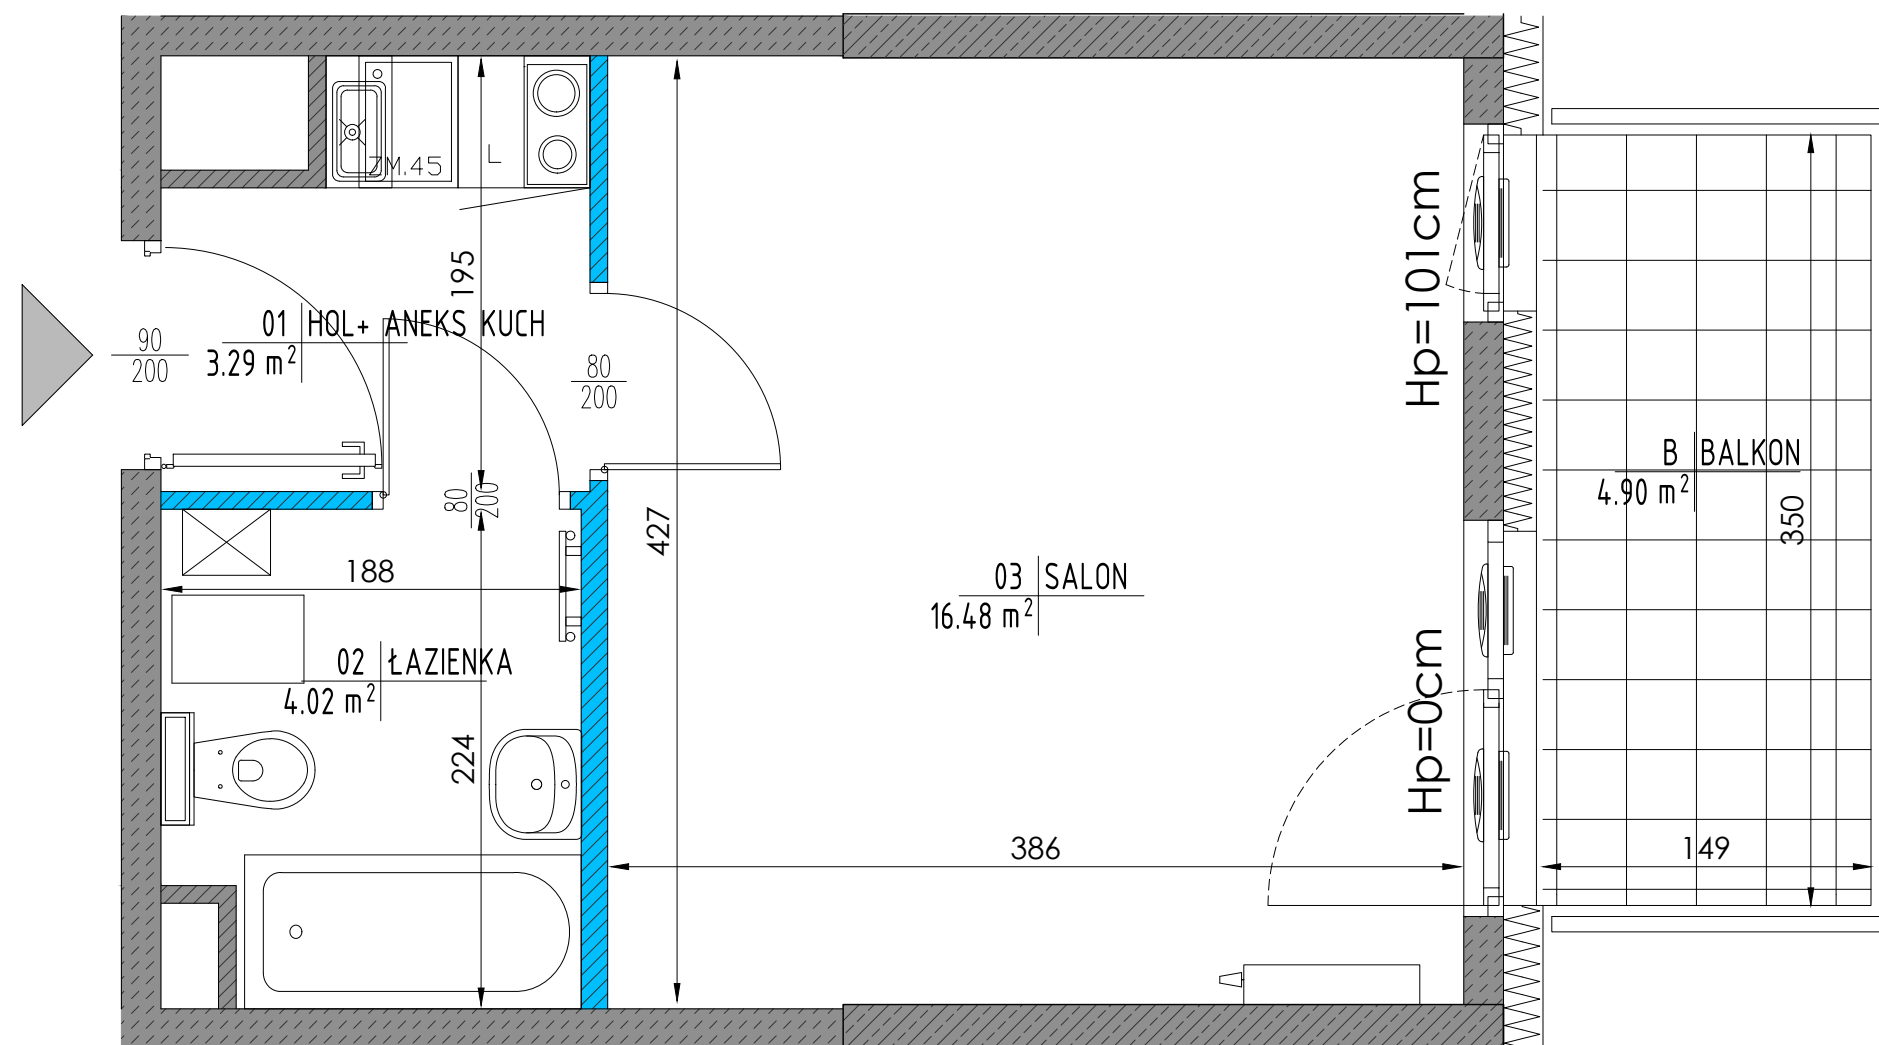 ZM.45
L
195
01 HOL+ ANEKS KUCH
3.29 m²
90
200
80
200
80
200
427
188
02 ŁAZIENKA
4.02 m²
224
03 SALON
16.48 m²
386
Hp=101cm
Hp=0cm
B BALKON
4.90 m²
350
149